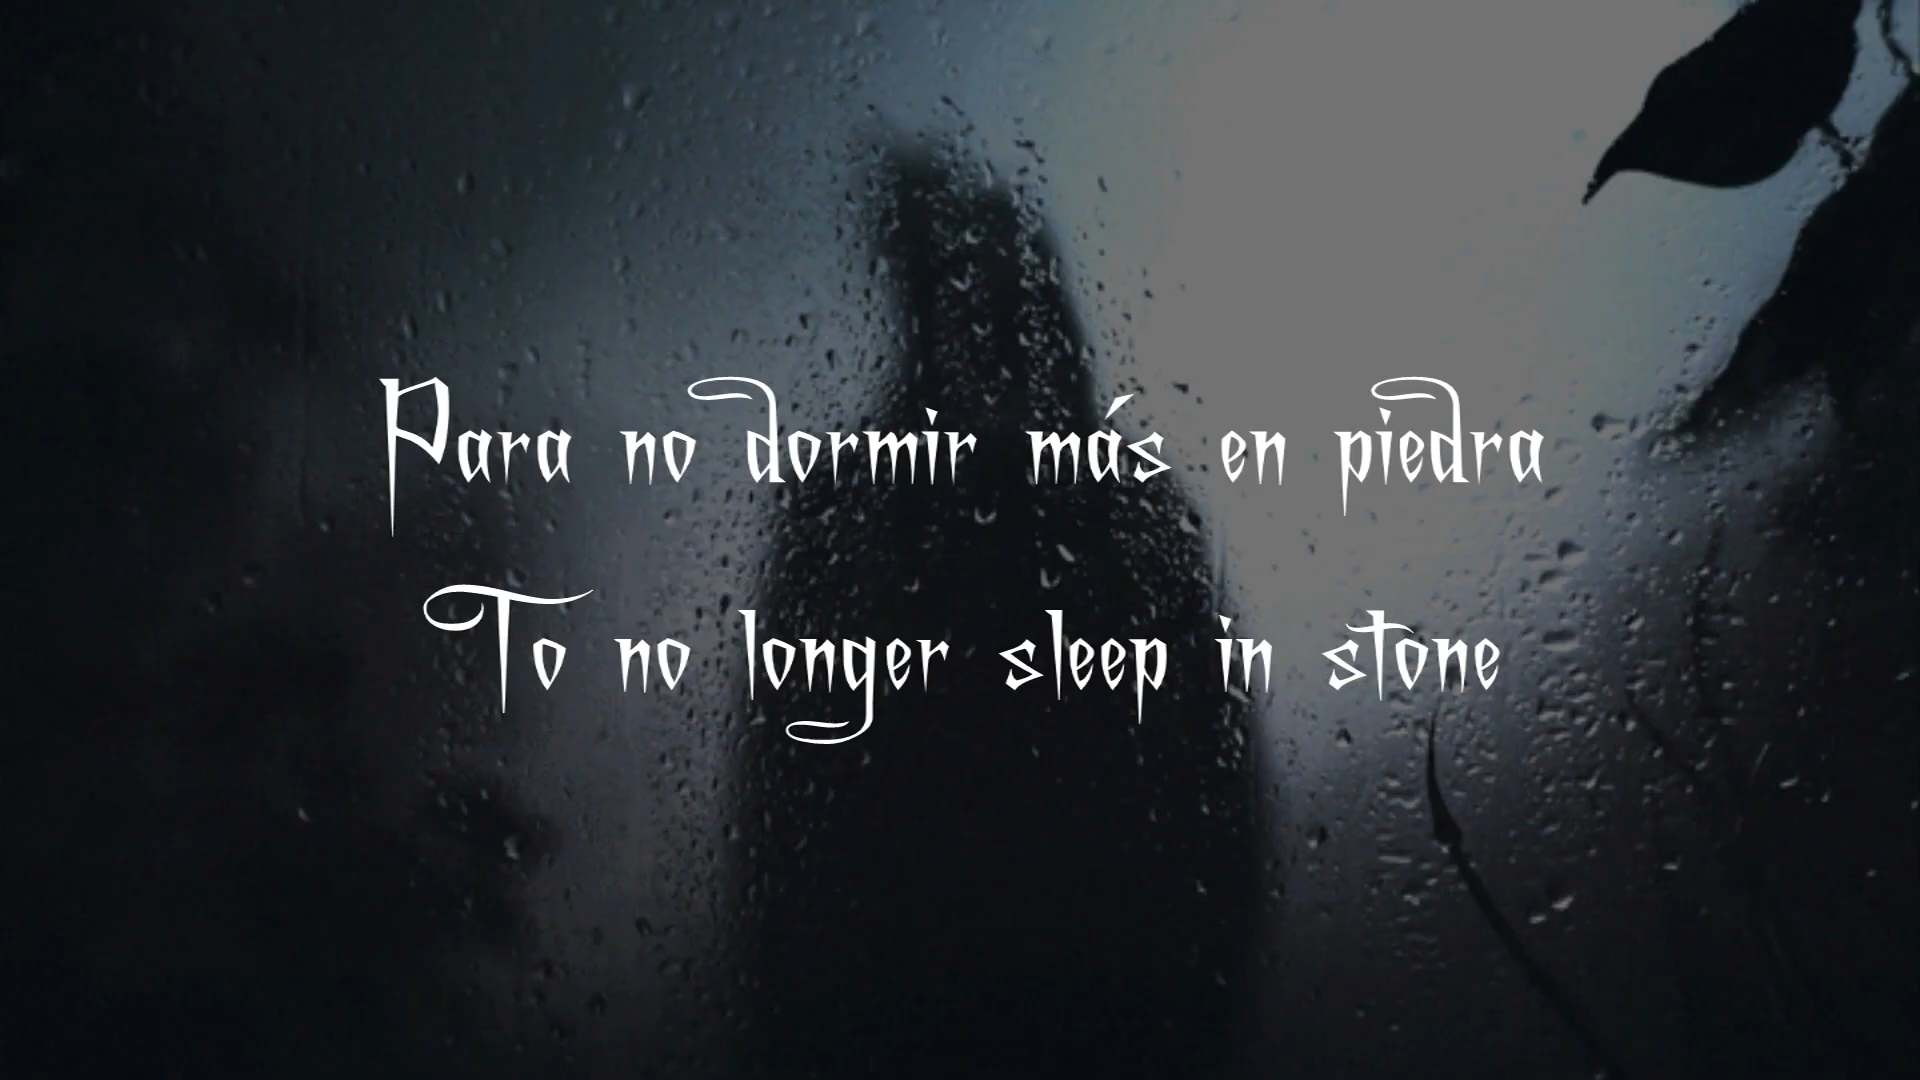 Para no dormir más en piedra
To no longer sleep in stone